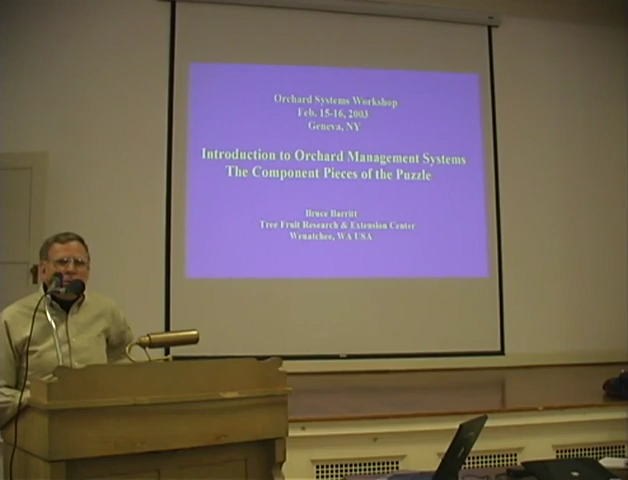 Orchard Systems Workshop
Feb. 15-16, 2003
Geneva, NY
Introduction to Orchard Management Systems
The Component Pieces of the Puzzle
Bruce Barritt
Tree Fruit Research & Extension Center
Wenatchee, WA USA